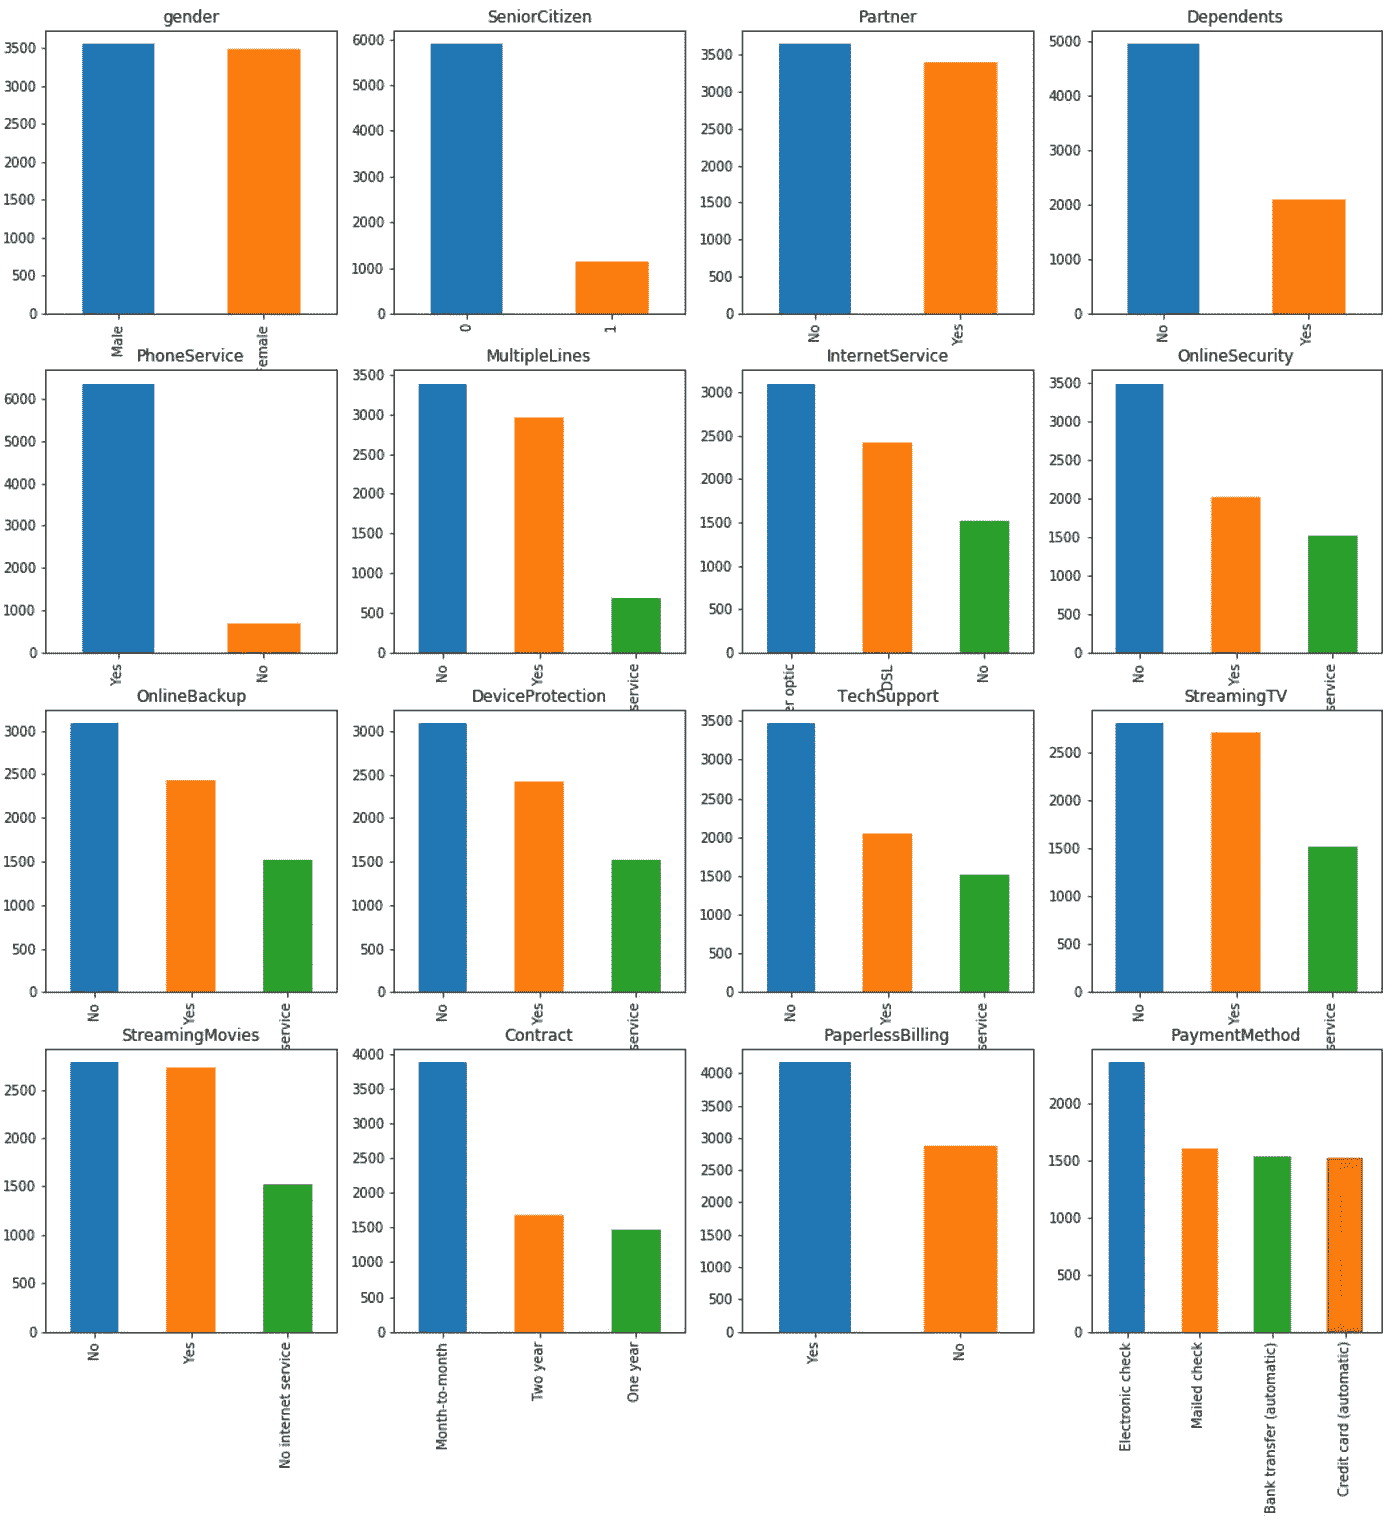 gender
3500
3000
2500
2000
1500
1000
500
0
Male
Female
SeniorCitizen
6000
5000
4000
3000
2000
1000
0
0
1
Partner
3500
3000
2500
2000
1500
1000
500
0
No
Yes
Dependents
5000
4000
3000
2000
1000
0
No
Yes
PhoneService
6000
5000
4000
3000
2000
1000
0
Yes
No
MultipleLines
3500
3000
2500
2000
1500
1000
500
0
No
Yes
service
InternetService
3000
2500
2000
1500
1000
500
0
er optic
DSL
No
OnlineSecurity
3500
3000
2500
2000
1500
1000
500
0
No
Yes
service
OnlineBackup
3000
2500
2000
1500
1000
500
0
No
Yes
service
DeviceProtection
3000
2500
2000
1500
1000
500
0
No
Yes
service
TechSupport
3500
3000
2500
2000
1500
1000
500
0
No
Yes
service
StreamingTV
2500
2000
1500
1000
500
0
No
Yes
service
StreamingMovies
2500
2000
1500
1000
500
0
No
Yes
No internet service
Contract
4000
3500
3000
2500
2000
1500
1000
500
0
Month-to-month
Two year
One year
PaperlessBilling
4000
3500
3000
2500
2000
1500
1000
500
0
Yes
No
PaymentMethod
2000
1500
1000
500
0
Electronic check
Mailed check
Bank transfer (automatic)
Credit card (automatic)